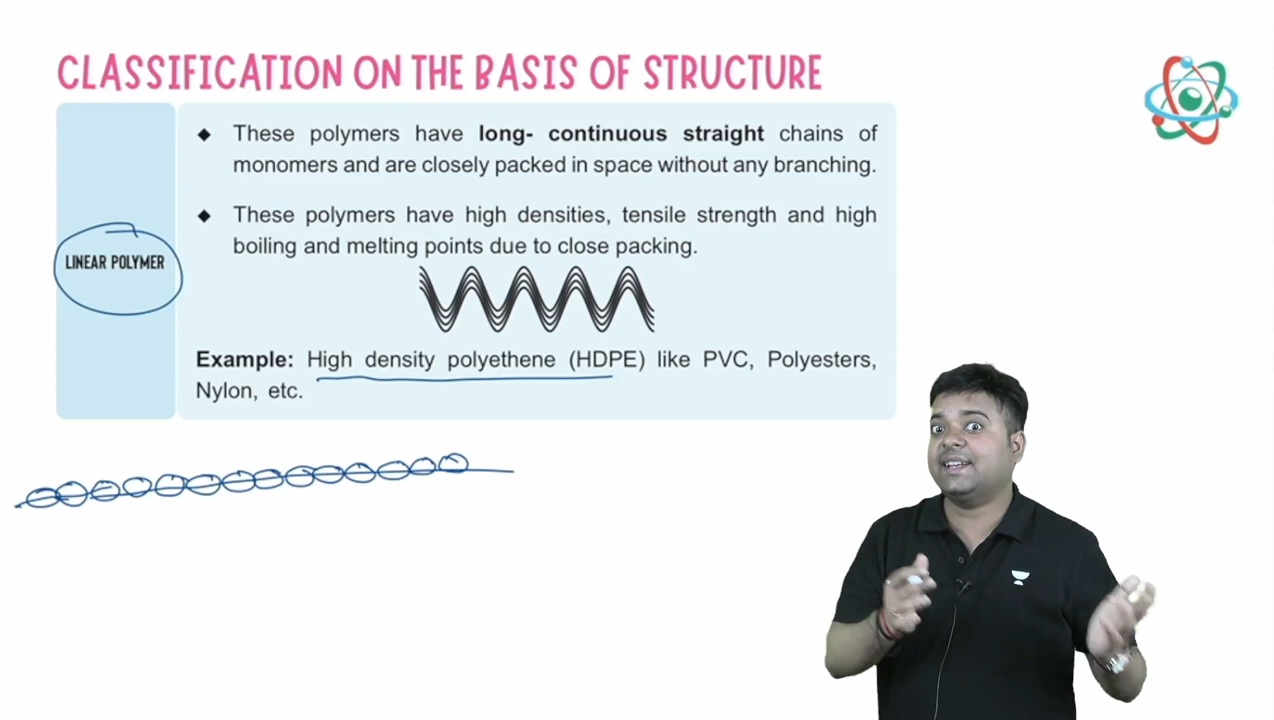 CLASSIFICATION ON THE BASIS OF STRUCTURE
◆ These polymers have long- continuous straight chains of
monomers and are closely packed in space without any branching.
◆ These polymers have high densities, tensile strength and high
boiling and melting points due to close packing.
LINEAR POLYMER
Example: High density polyethene (HDPE) like PVC, Polyesters,
Nylon, etc.